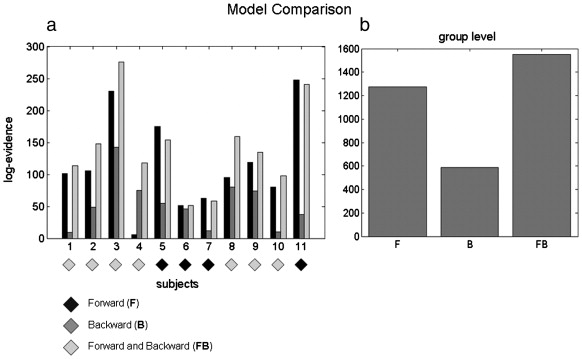 Model Comparison
a
b
group level
300
250
200
150
100
50
0
log-evidence
1 2 3 4 5 6 7 8 9 10 11
subjects
Forward (F)
Backward (B)
Forward and Backward (FB)
1600
1400
1200
1000
800
600
400
200
0
F B FB